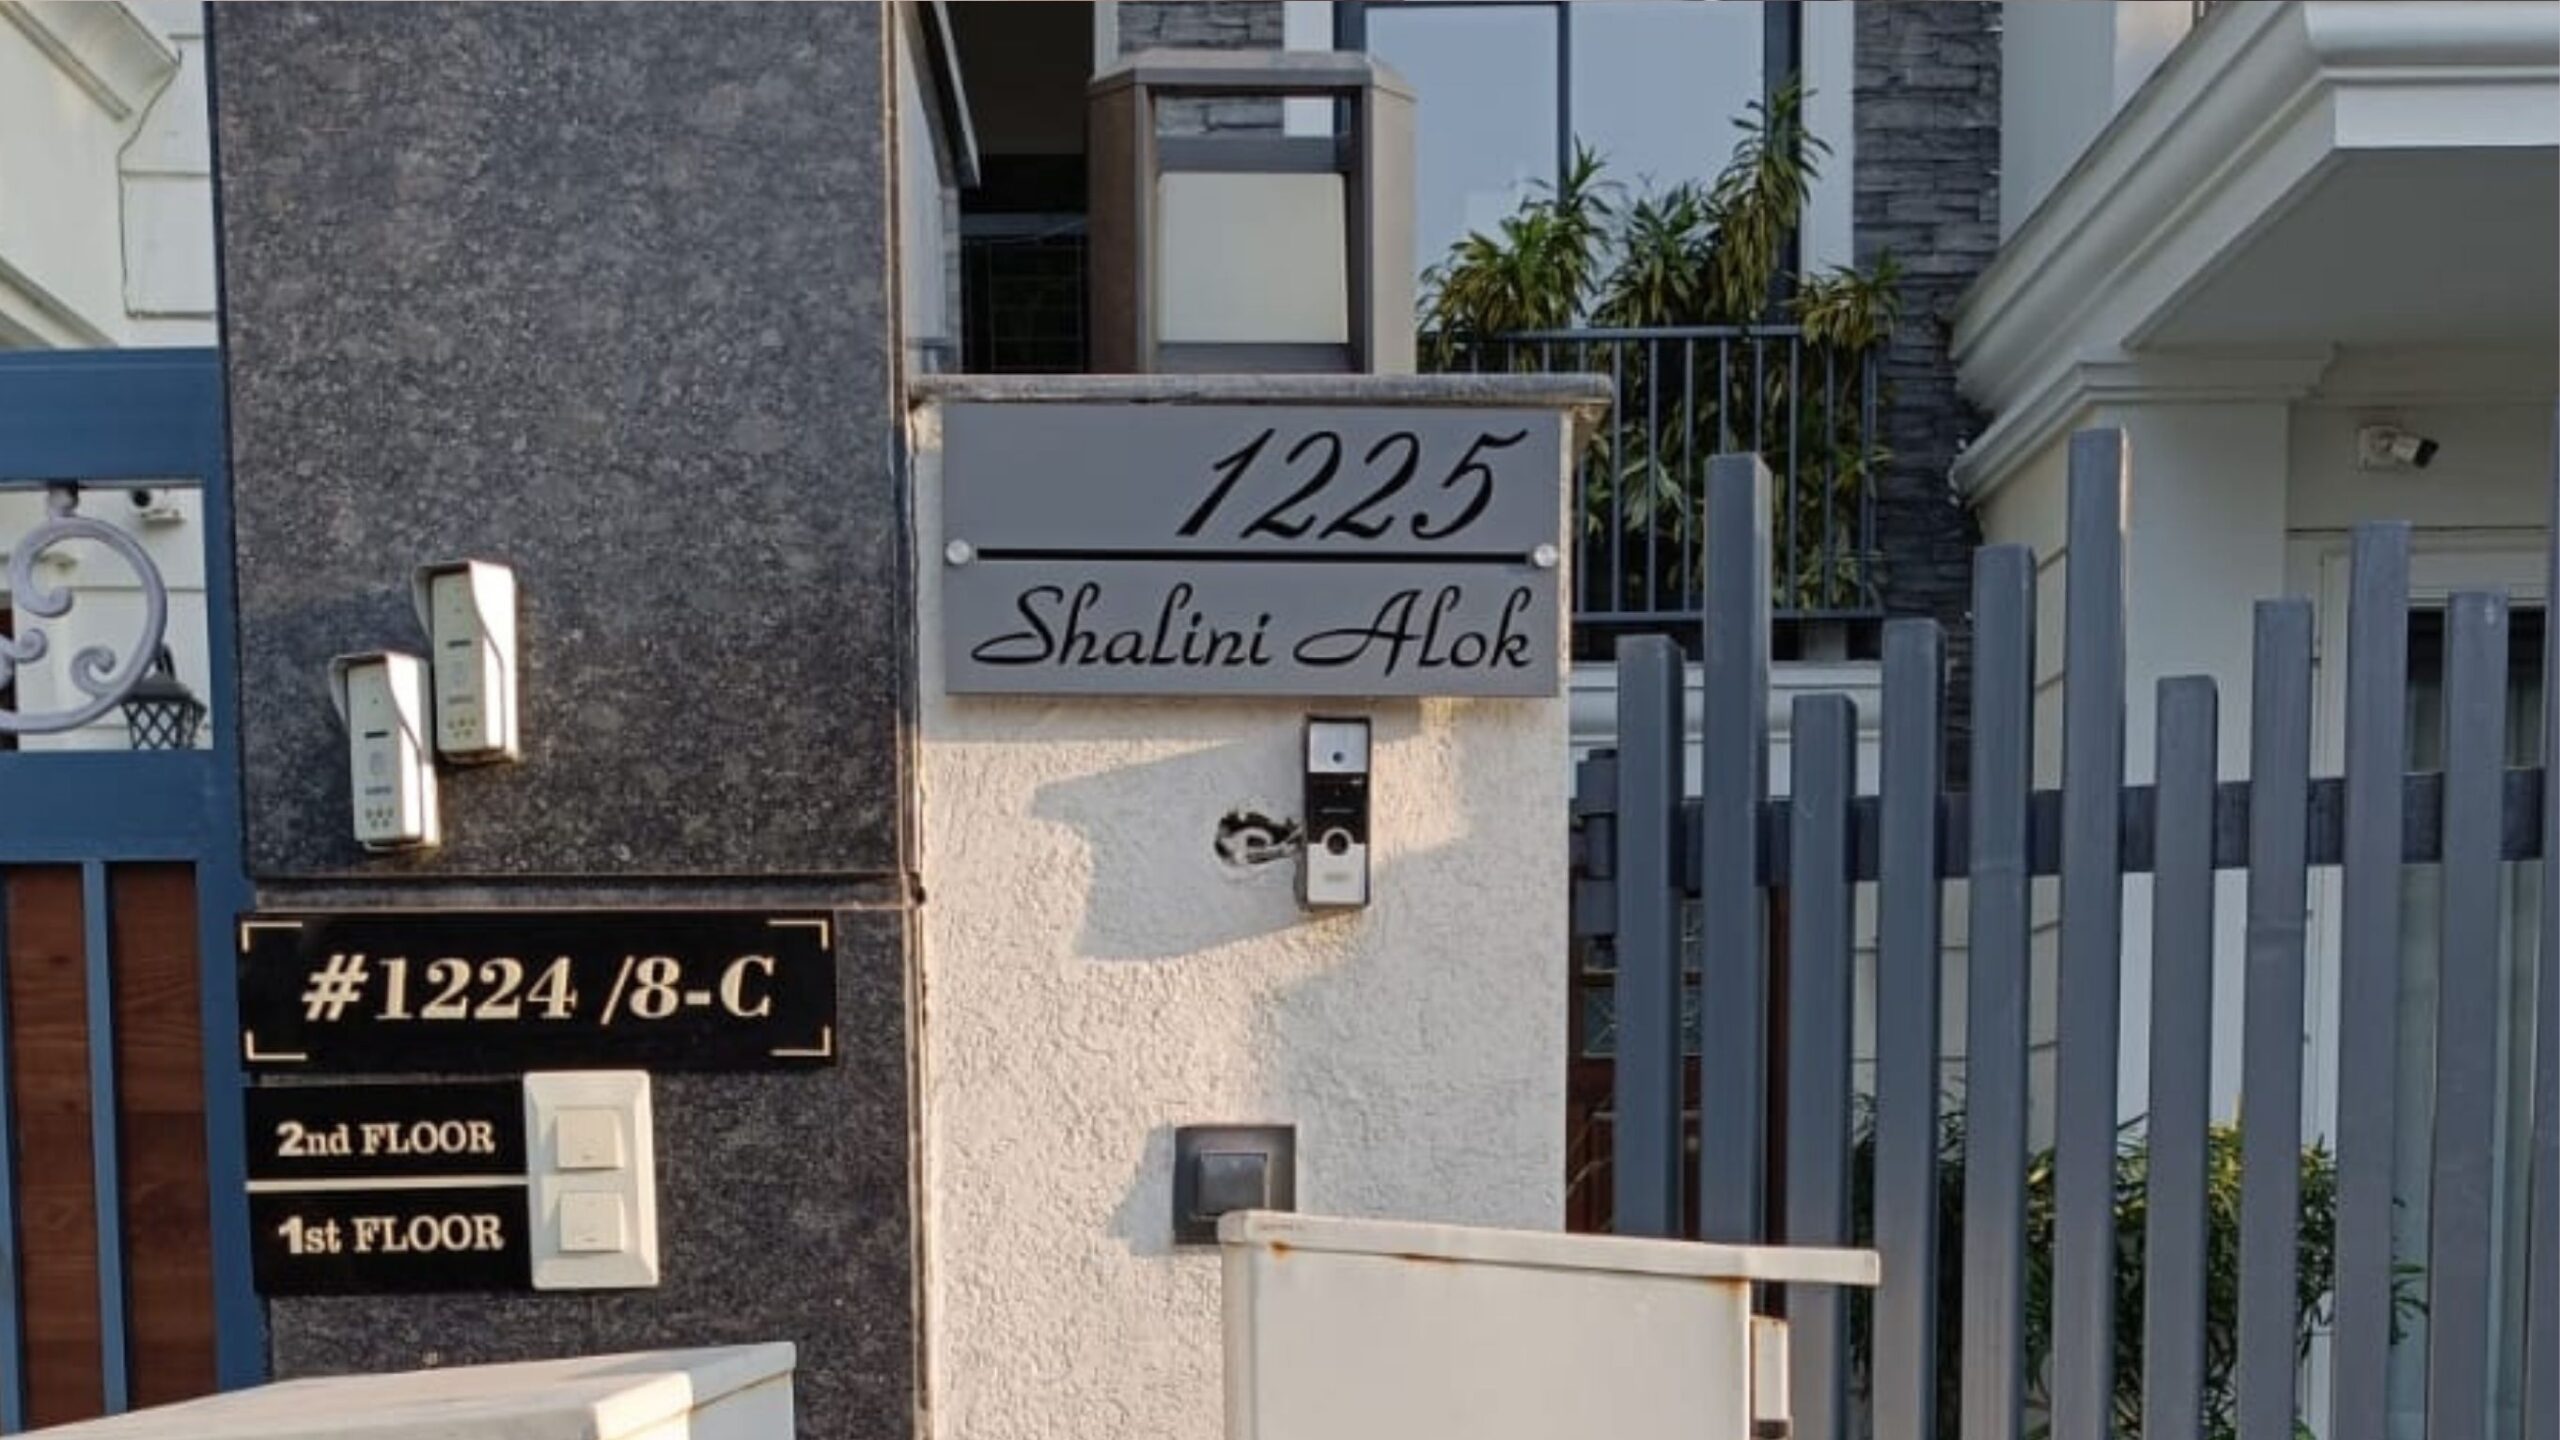 1225
Shalini Alok
#1224 /8-C
2nd FLOOR
1st FLOOR